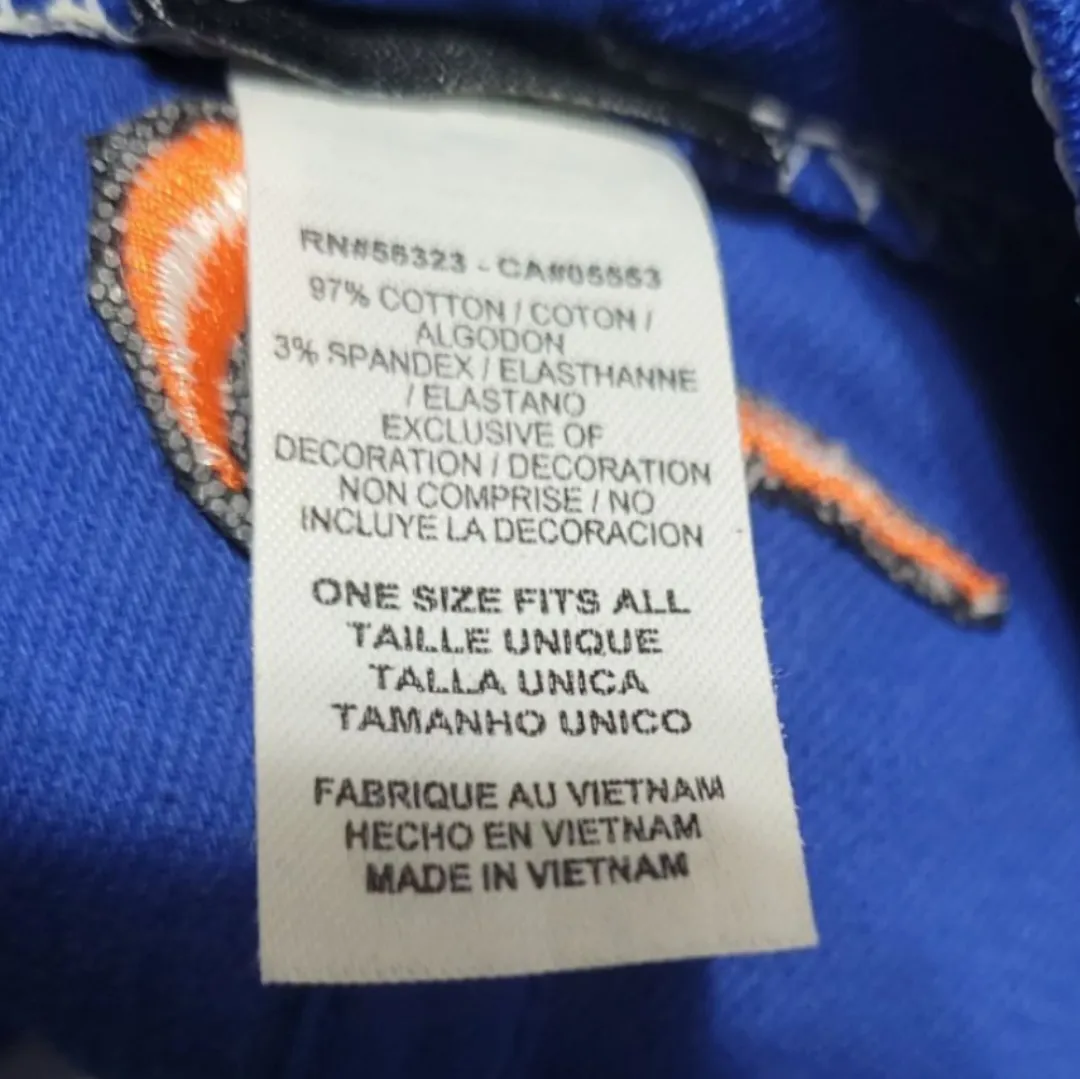 RN#56323 - CA#05553
97% COTTON / COTON /
ALGODON
3% SPANDEX / ELASTHANNE
/ ELASTANO
EXCLUSIVE OF
DECORATION / DECORATION
NON COMPRISE / NO
INCLUYE LA DECORACION
ONE SIZE FITS ALL
TAILLE UNIQUE
TALLA UNICA
TAMANHO UNICO
FABRIQUE AU VIETNAM
HECHO EN VIETNAM
MADE IN VIETNAM